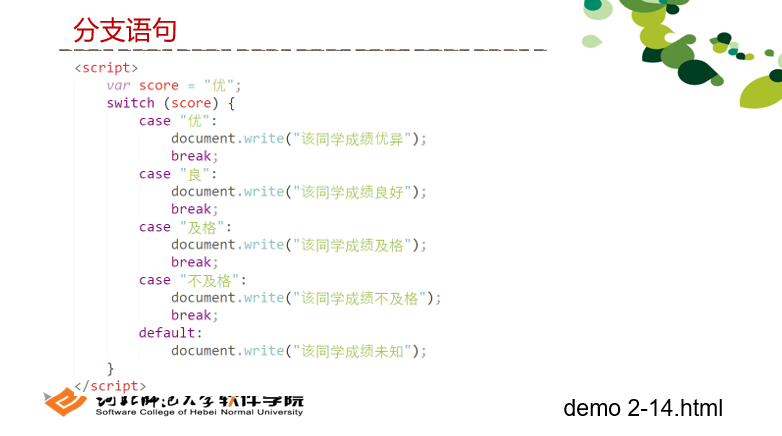 分支语句
<script>
var score = "优";
switch (score) {
case "优":
document.write("该同学成绩优异");
break;
case "良":
document.write("该同学成绩良好");
break;
case "及格":
document.write("该同学成绩及格");
break;
case "不及格":
document.write("该同学成绩不及格");
break;
default:
document.write("该同学成绩未知");
}
</script>
河北师范大学软件学院
Software College of Hebei Normal University
demo 2-14.html